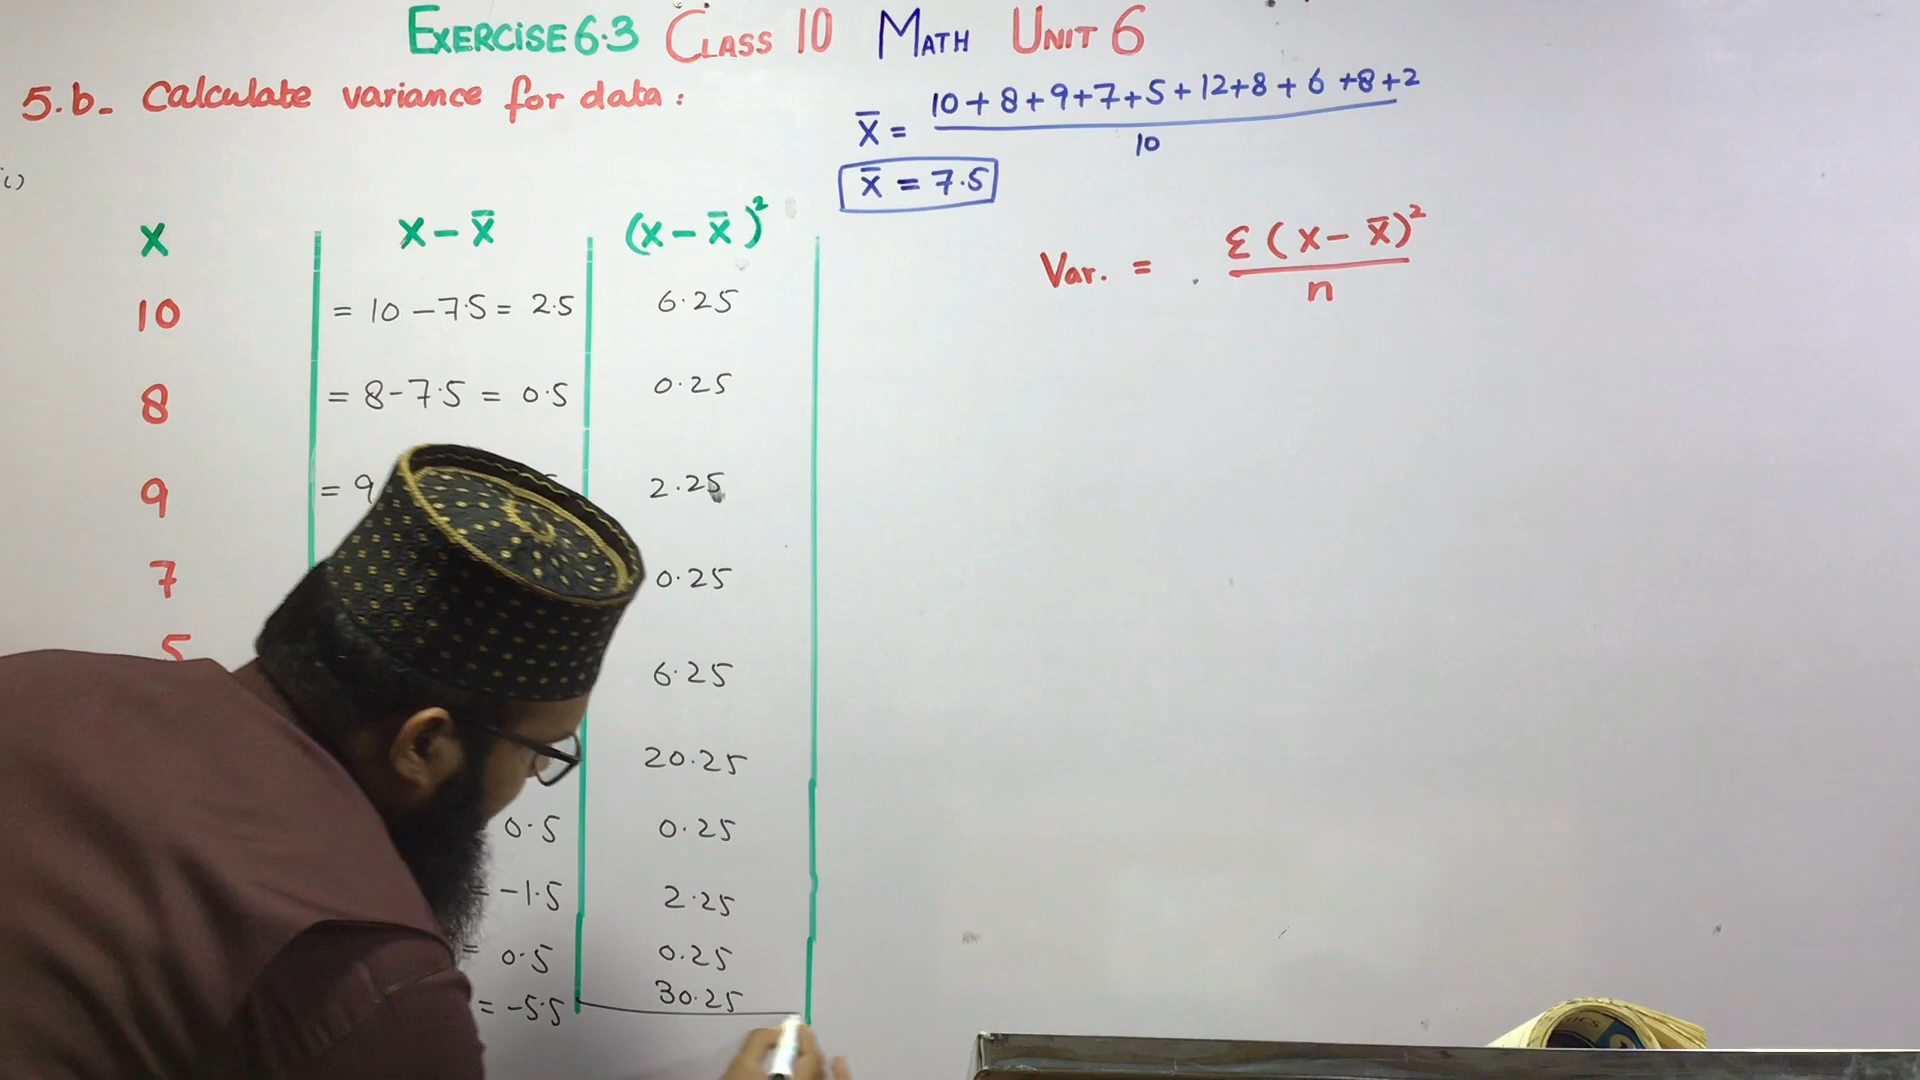 EXERCISE 6.3 CLASS 10 MATH UNIT 6
5.b- Calculate variance for data:
X̄ = 10+8+9+7+5+12+8+6+8+2 / 10
X̄ = 7.5
i)
X | X-X̄ | (X-X̄)²
Var. = Ɛ(X-X̄)² / n
10 | = 10-7.5 = 2.5 | 6.25
8 | = 8-7.5 = 0.5 | 0.25
9 | = 9 | 2.25
7 | 0.25
5 | 6.25
20.25
0.5 | 0.25
= -1.5 | 2.25
= 0.5 | 0.25
= -5.5 | 30.25